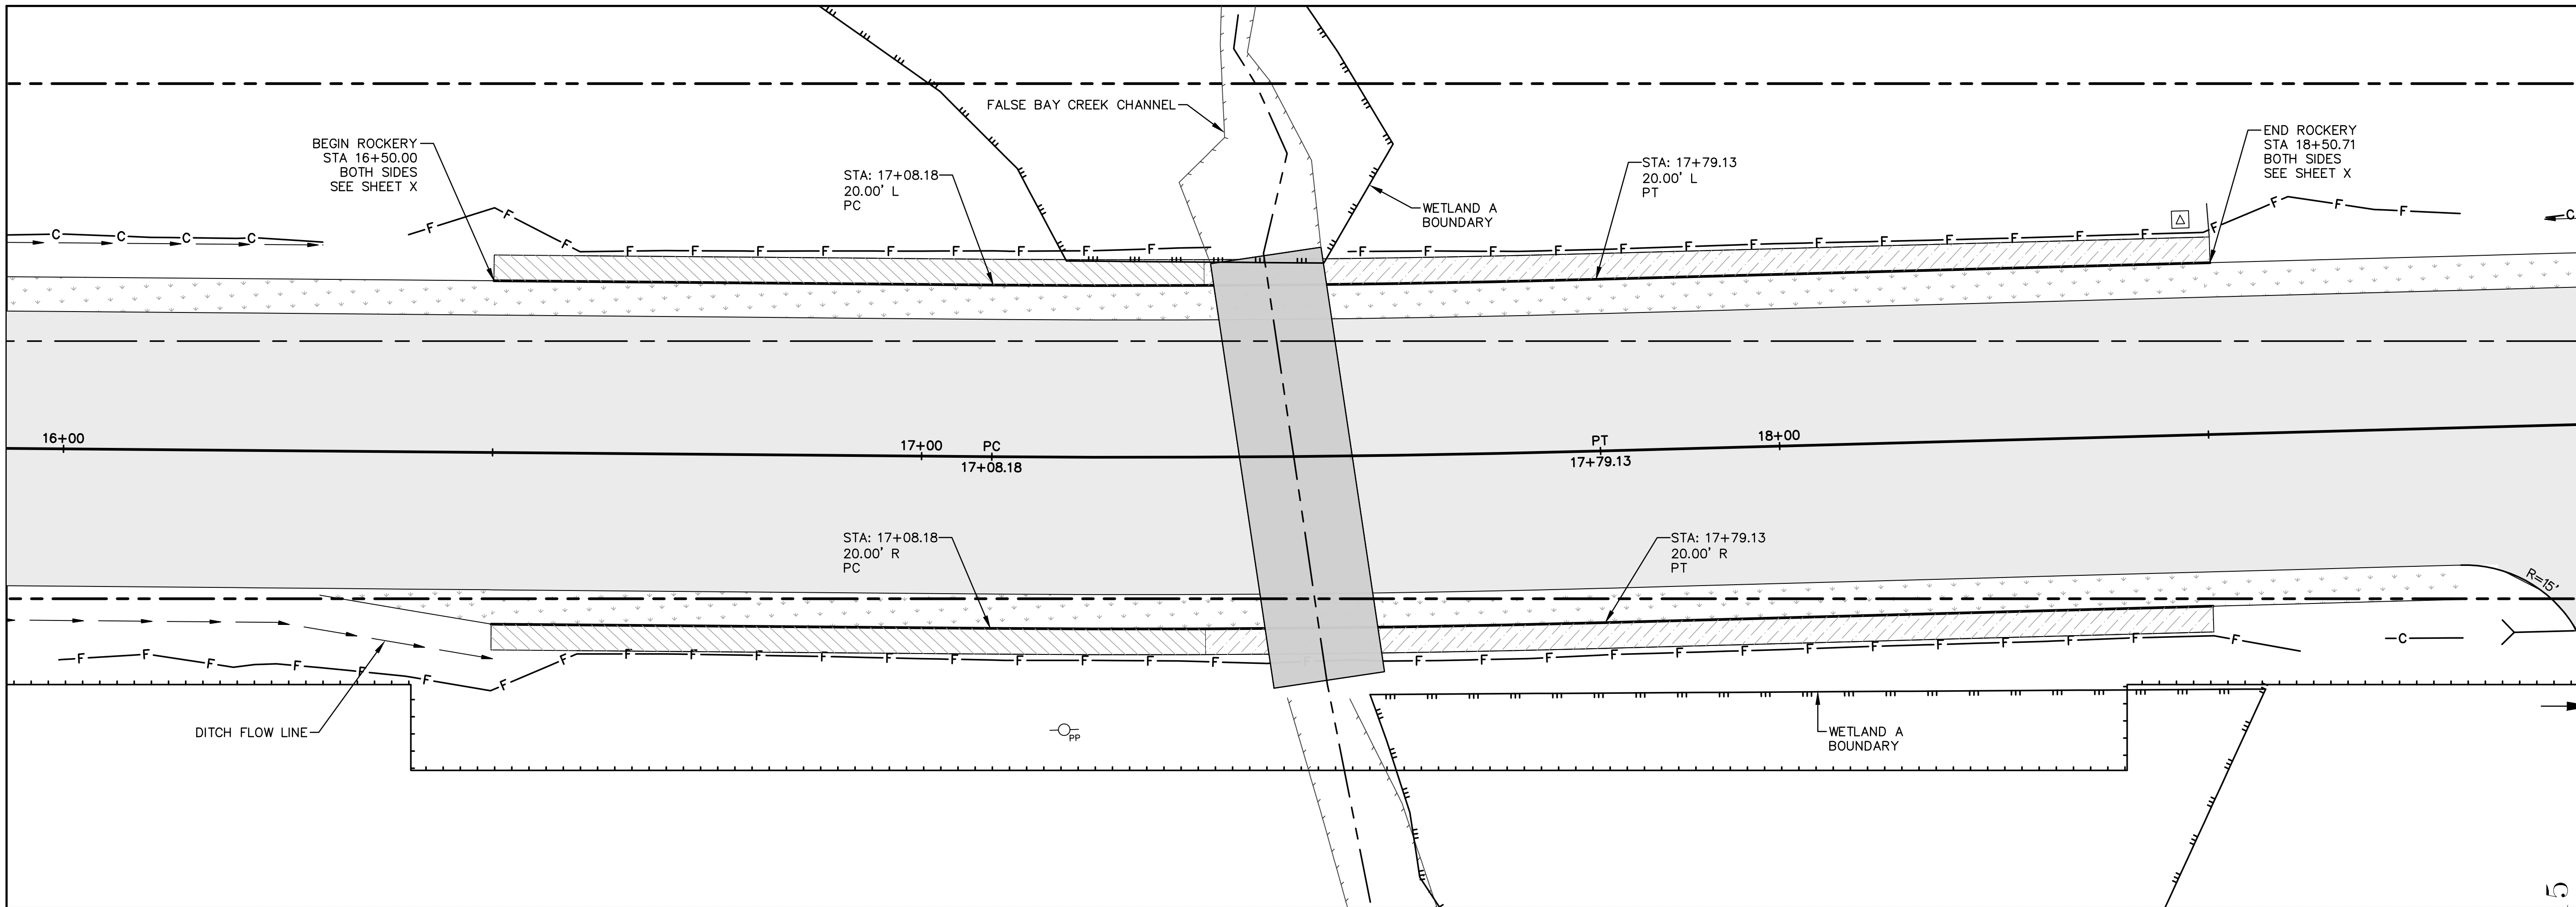 FALSE BAY CREEK CHANNEL
BEGIN ROCKERY
STA 16+50.00
BOTH SIDES
SEE SHEET X
STA: 17+08.18
20.00' L
PC
STA: 17+79.13
20.00' L
PT
END ROCKERY
STA 18+50.71
BOTH SIDES
SEE SHEET X
WETLAND A
BOUNDARY
C C C C
F F F F F F F F F F F F
F F F F F F F F F F F F F F F F F
C
16+00
17+00
PC
17+08.18
PT
17+79.13
18+00
STA: 17+08.18
20.00' R
PC
STA: 17+79.13
20.00' R
PT
R=15'
F F F F F F F F F F F F F F F F F F F F F F F F F F F F F F F F F F
C
DITCH FLOW LINE
PP
WETLAND A
BOUNDARY